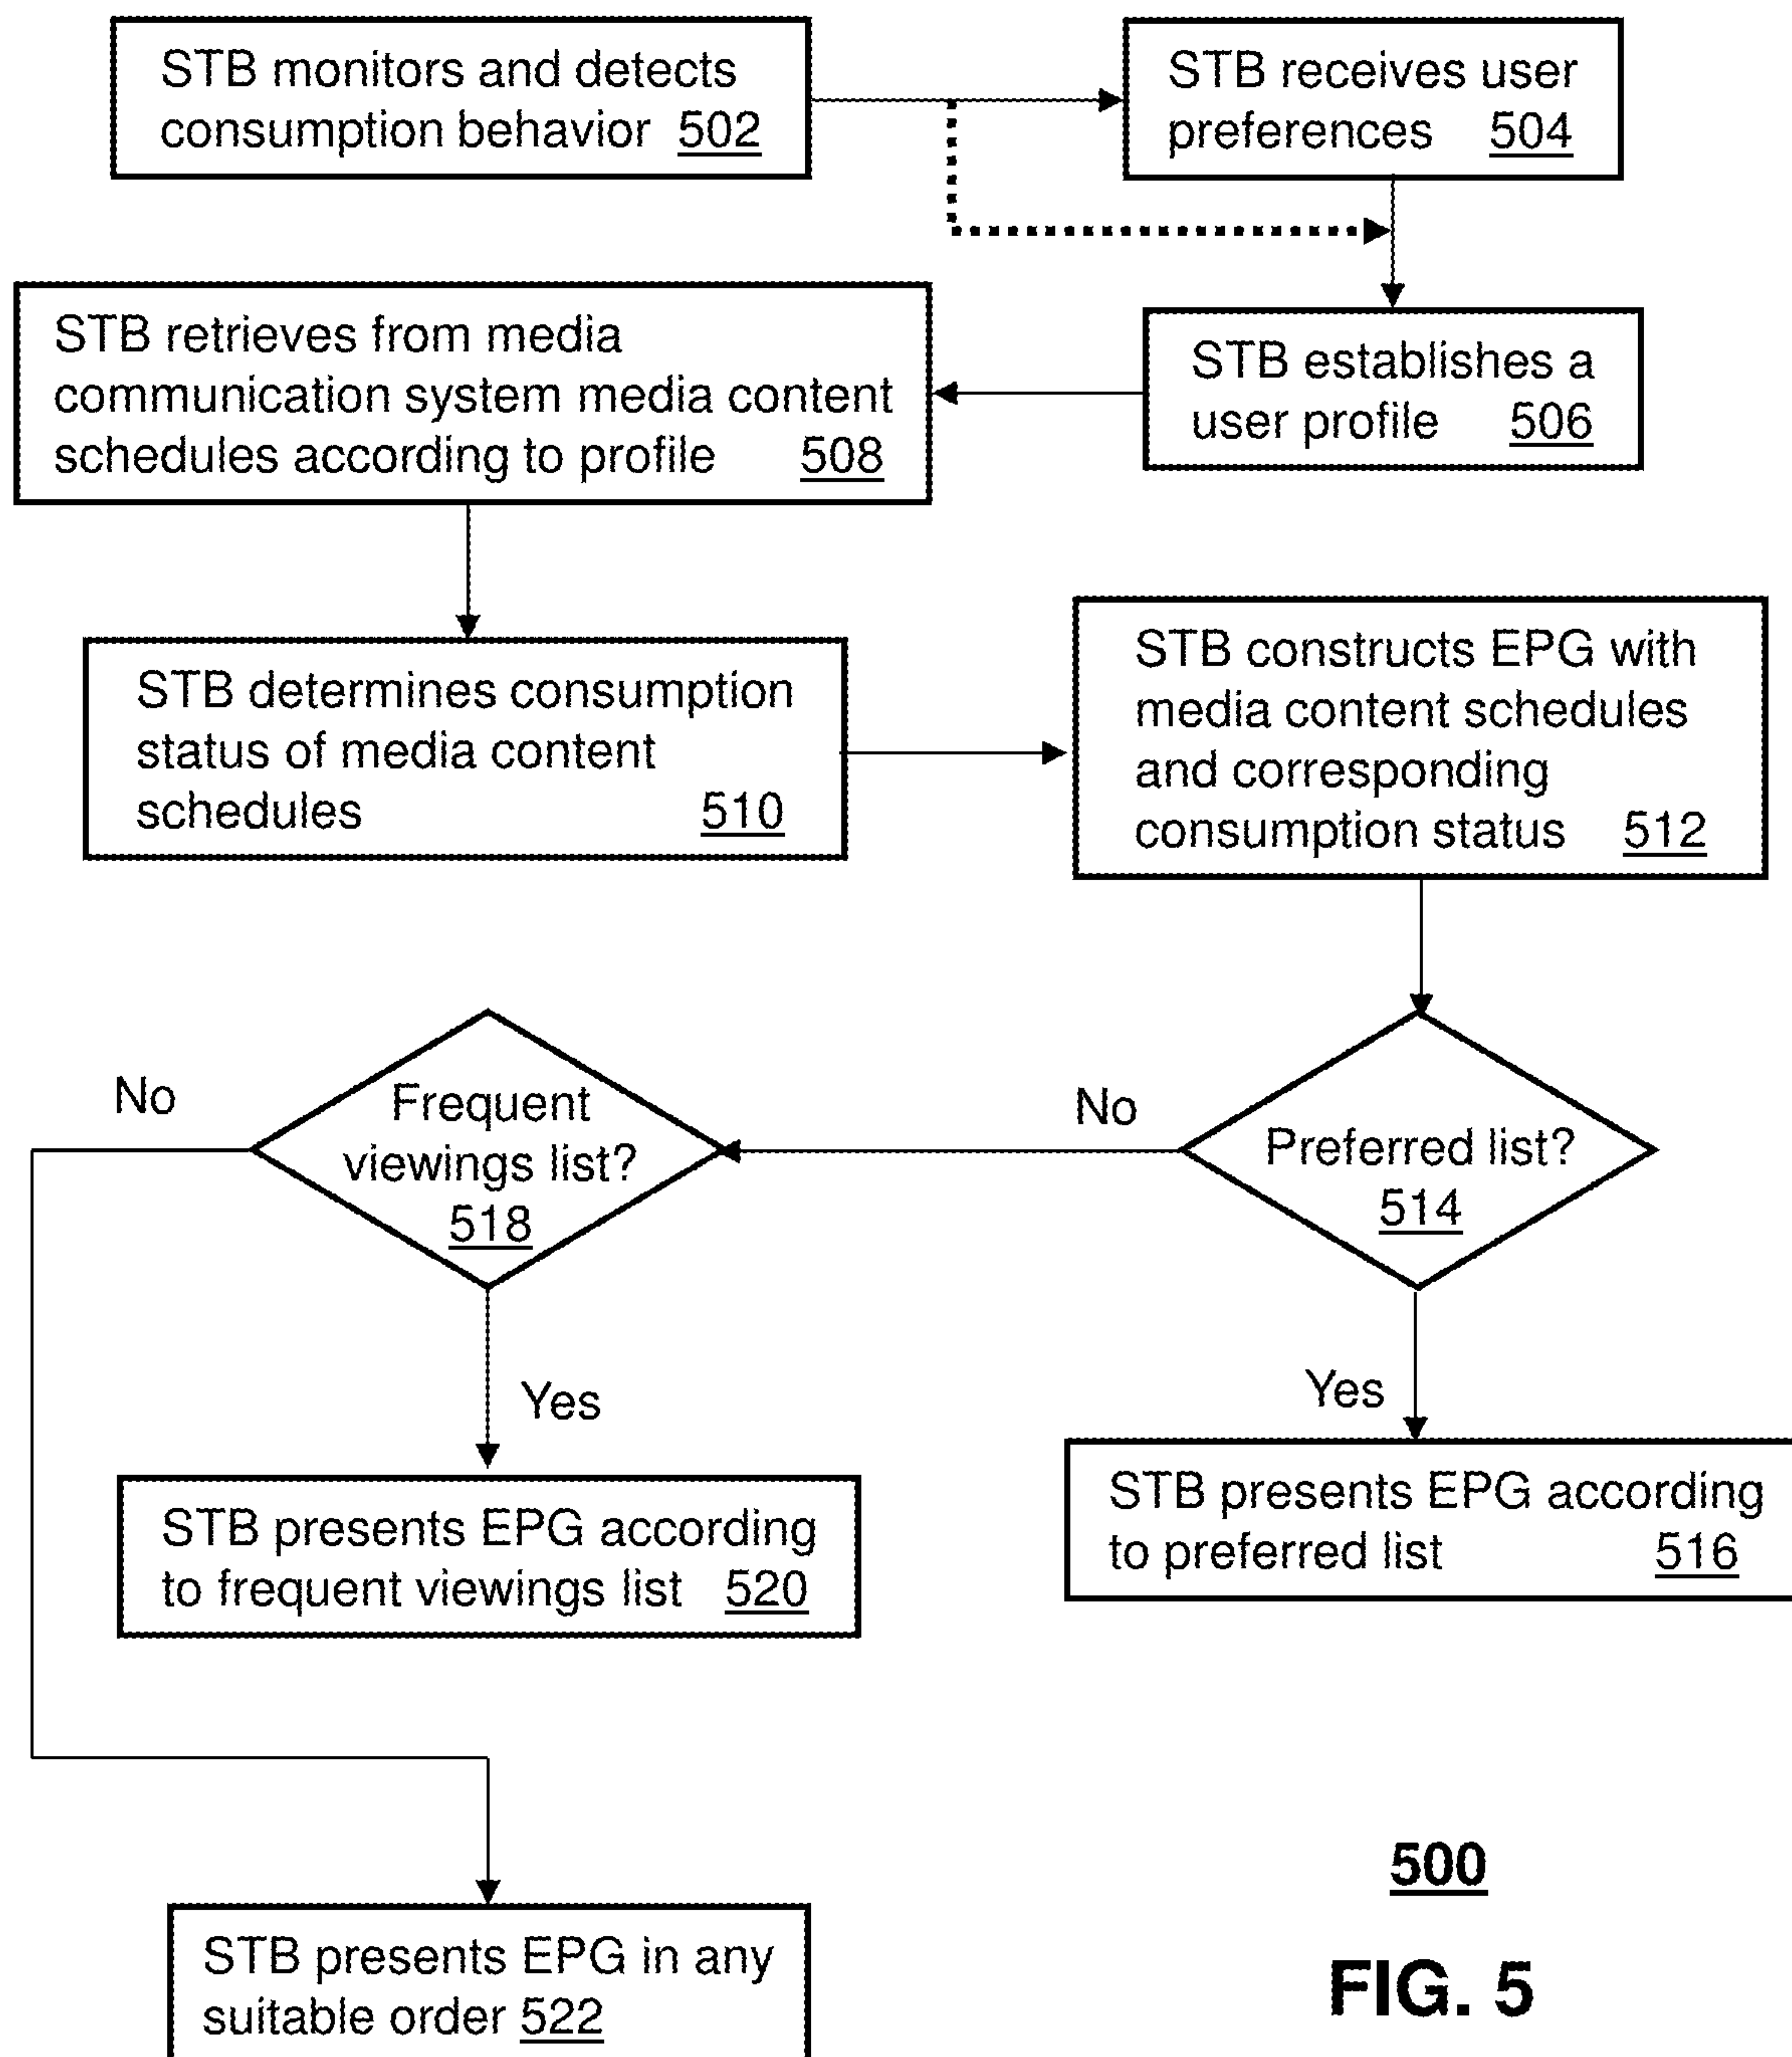 STB monitors and detects
consumption behavior 502
STB receives user
preferences 504
STB retrieves from media
communication system media content
schedules according to profile 508
STB establishes a
user profile 506
STB determines consumption
status of media content
schedules 510
STB constructs EPG with
media content schedules
and corresponding
consumption status 512
No
Frequent
viewings list?
518
No
Preferred list?
514
Yes
Yes
STB presents EPG according
to frequent viewings list 520
STB presents EPG according
to preferred list 516
STB presents EPG in any
suitable order 522
500
FIG. 5